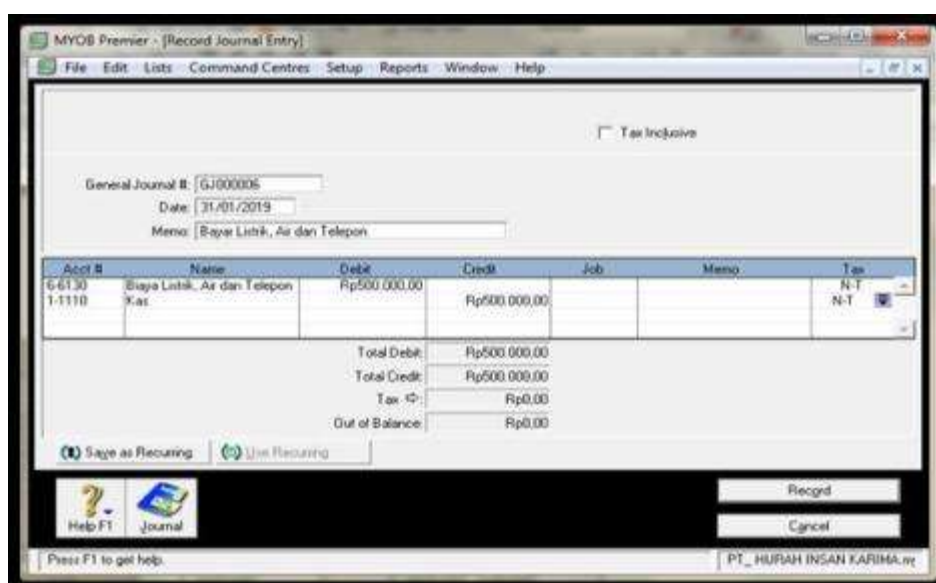 MYOB Premier - [Record Journal Entry]
File Edit Lists Command Centres Setup Reports Window Help
Tax Inclusive
General Journal #: GJ000006
Date: 31/01/2019
Memo: Bayar Listrik, Air dan Telepon
Acct # Name Debit Credit Job Memo Tax
6-6130 Biaya Listrik, Air dan Telepon Rp500.000,00 N-T
1-1110 Kas Rp500.000,00 N-T
Total Debit: Rp500.000,00
Total Credit: Rp500.000,00
Tax ⇨: Rp0,00
Out of Balance: Rp0,00
Save as Recurring Use Recurring
Record
Help F1 Journal Cancel
Press F1 to get help. PT_ HURAH INSAN KARIMA.my